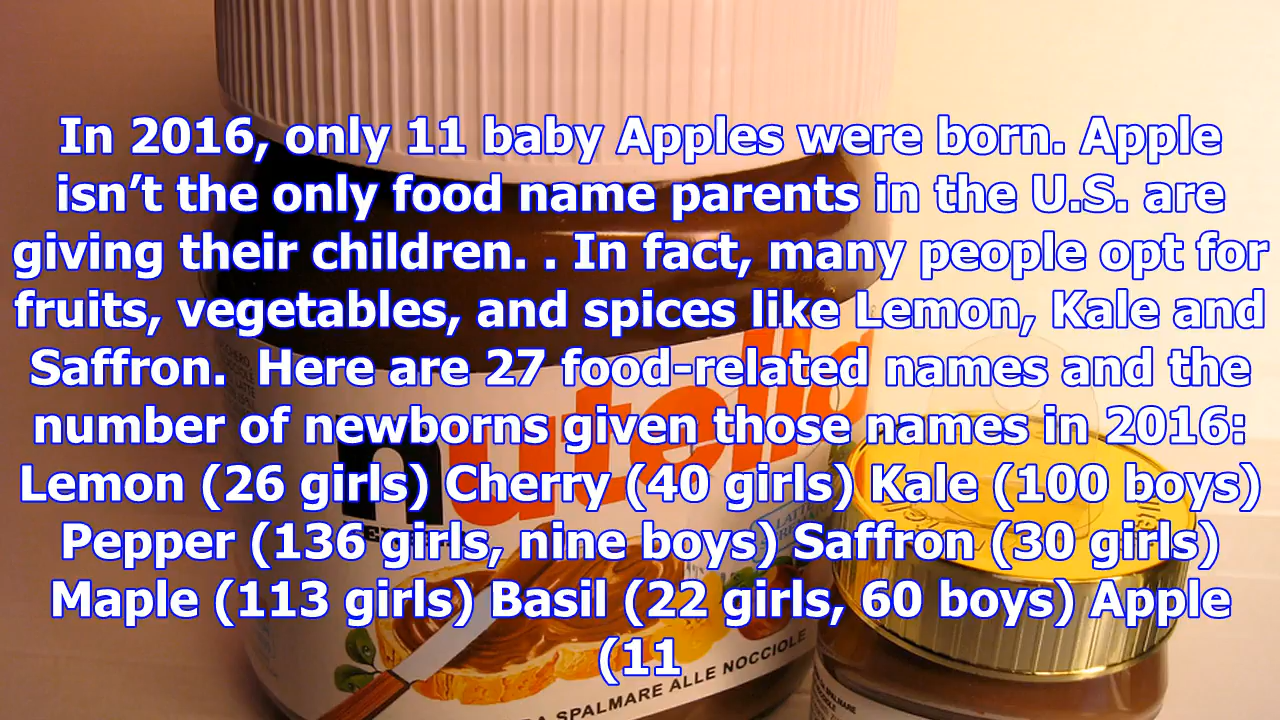 In 2016, only 11 baby Apples were born. Apple
isn’t the only food name parents in the U.S. are
giving their children. . In fact, many people opt for
fruits, vegetables, and spices like Lemon, Kale and
Saffron.  Here are 27 food-related names and the
number of newborns given those names in 2016:
Lemon (26 girls) Cherry (40 girls) Kale (100 boys)
Pepper (136 girls, nine boys) Saffron (30 girls)
Maple (113 girls) Basil (22 girls, 60 boys) Apple
(11
nutella
SPALMARE ALLE NOCCIOLE